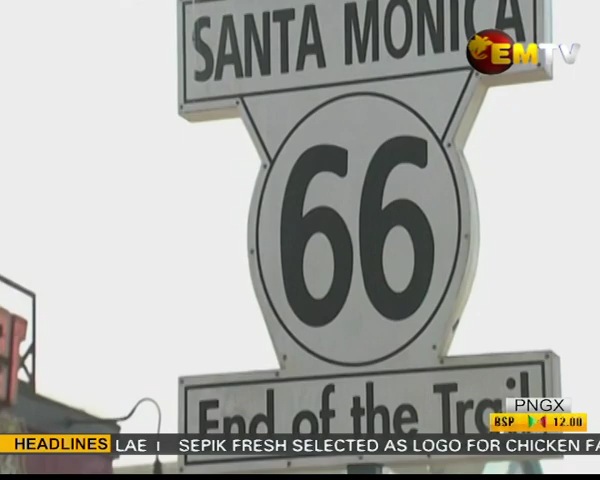 SANTA MONICA
EMTV
66
End of the Trail
PNGX
BSP 12.00
HEADLINES LAE I SEPIK FRESH SELECTED AS LOGO FOR CHICKEN FA